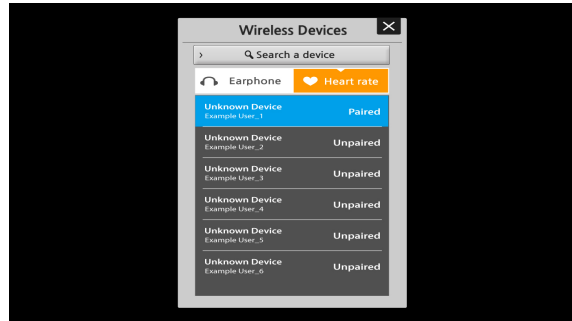 Wireless Devices
Search a device
Earphone
Heart rate
Unknown Device
Example User_1
Paired
Unknown Device
Example User_2
Unpaired
Unknown Device
Example User_3
Unpaired
Unknown Device
Example User_4
Unpaired
Unknown Device
Example User_5
Unpaired
Unknown Device
Example User_6
Unpaired